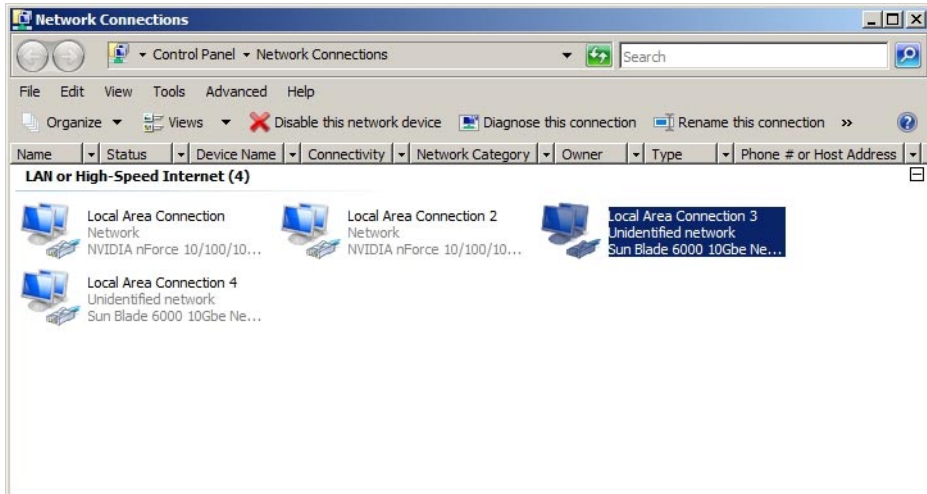 Network Connections
Control Panel Network Connections Search
File Edit View Tools Advanced Help
Organize Views Disable this network device Diagnose this connection Rename this connection »
Name Status Device Name Connectivity Network Category Owner Type Phone # or Host Address
LAN or High-Speed Internet (4)
Local Area Connection
Network
NVIDIA nForce 10/100/10...
Local Area Connection 2
Network
NVIDIA nForce 10/100/10...
Local Area Connection 3
Unidentified network
Sun Blade 6000 10Gbe Ne...
Local Area Connection 4
Unidentified network
Sun Blade 6000 10Gbe Ne...